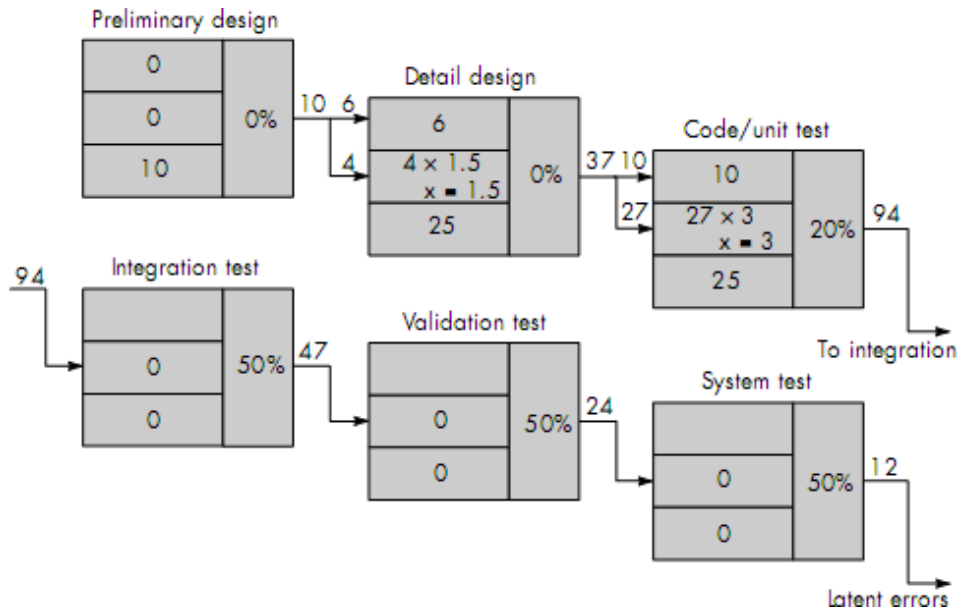 Preliminary design
0
0
10
0%
10 6
4
Detail design
6
4 × 1.5
x = 1.5
25
0%
37 10
27
Code/unit test
10
27 × 3
x = 3
25
20%
94
To integration
94
Integration test
0
0
50%
47
Validation test
0
0
50%
24
System test
0
0
50%
12
Latent errors